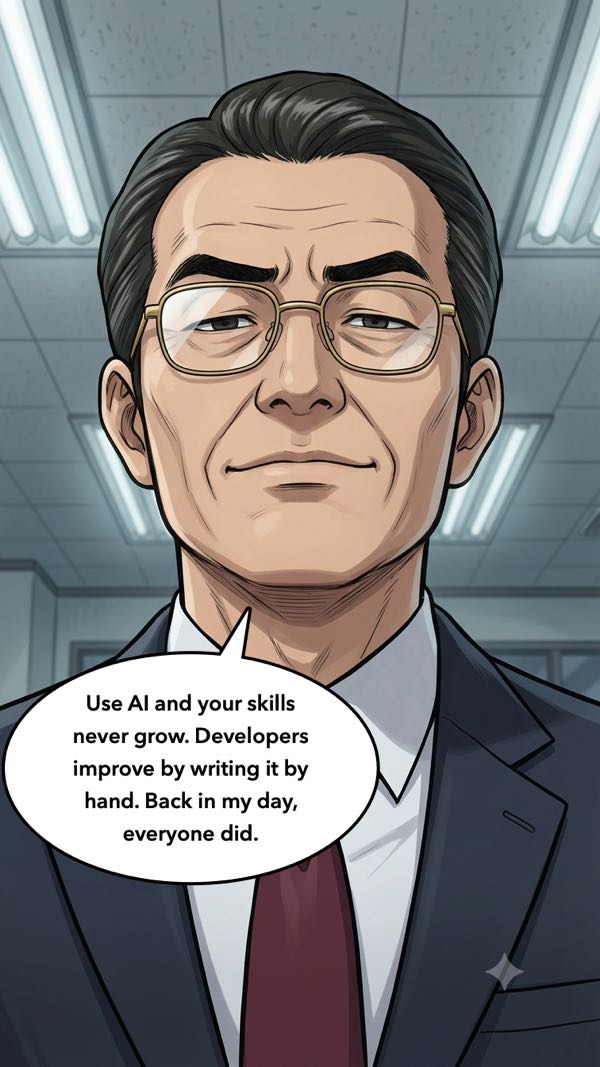 Use AI and your skills
never grow. Developers
improve by writing it by
hand. Back in my day,
everyone did.